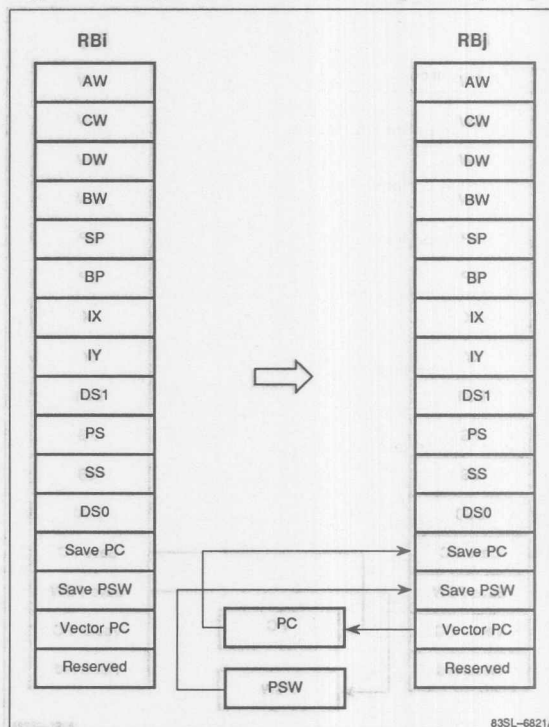 RBi
RBj
AW
AW
CW
CW
DW
DW
BW
BW
SP
SP
BP
BP
IX
IX
IY
IY
DS1
DS1
PS
PS
SS
SS
DS0
DS0
Save PC
Save PC
Save PSW
Save PSW
Vector PC
PC
Vector PC
Reserved
PSW
Reserved
83SL-6821A